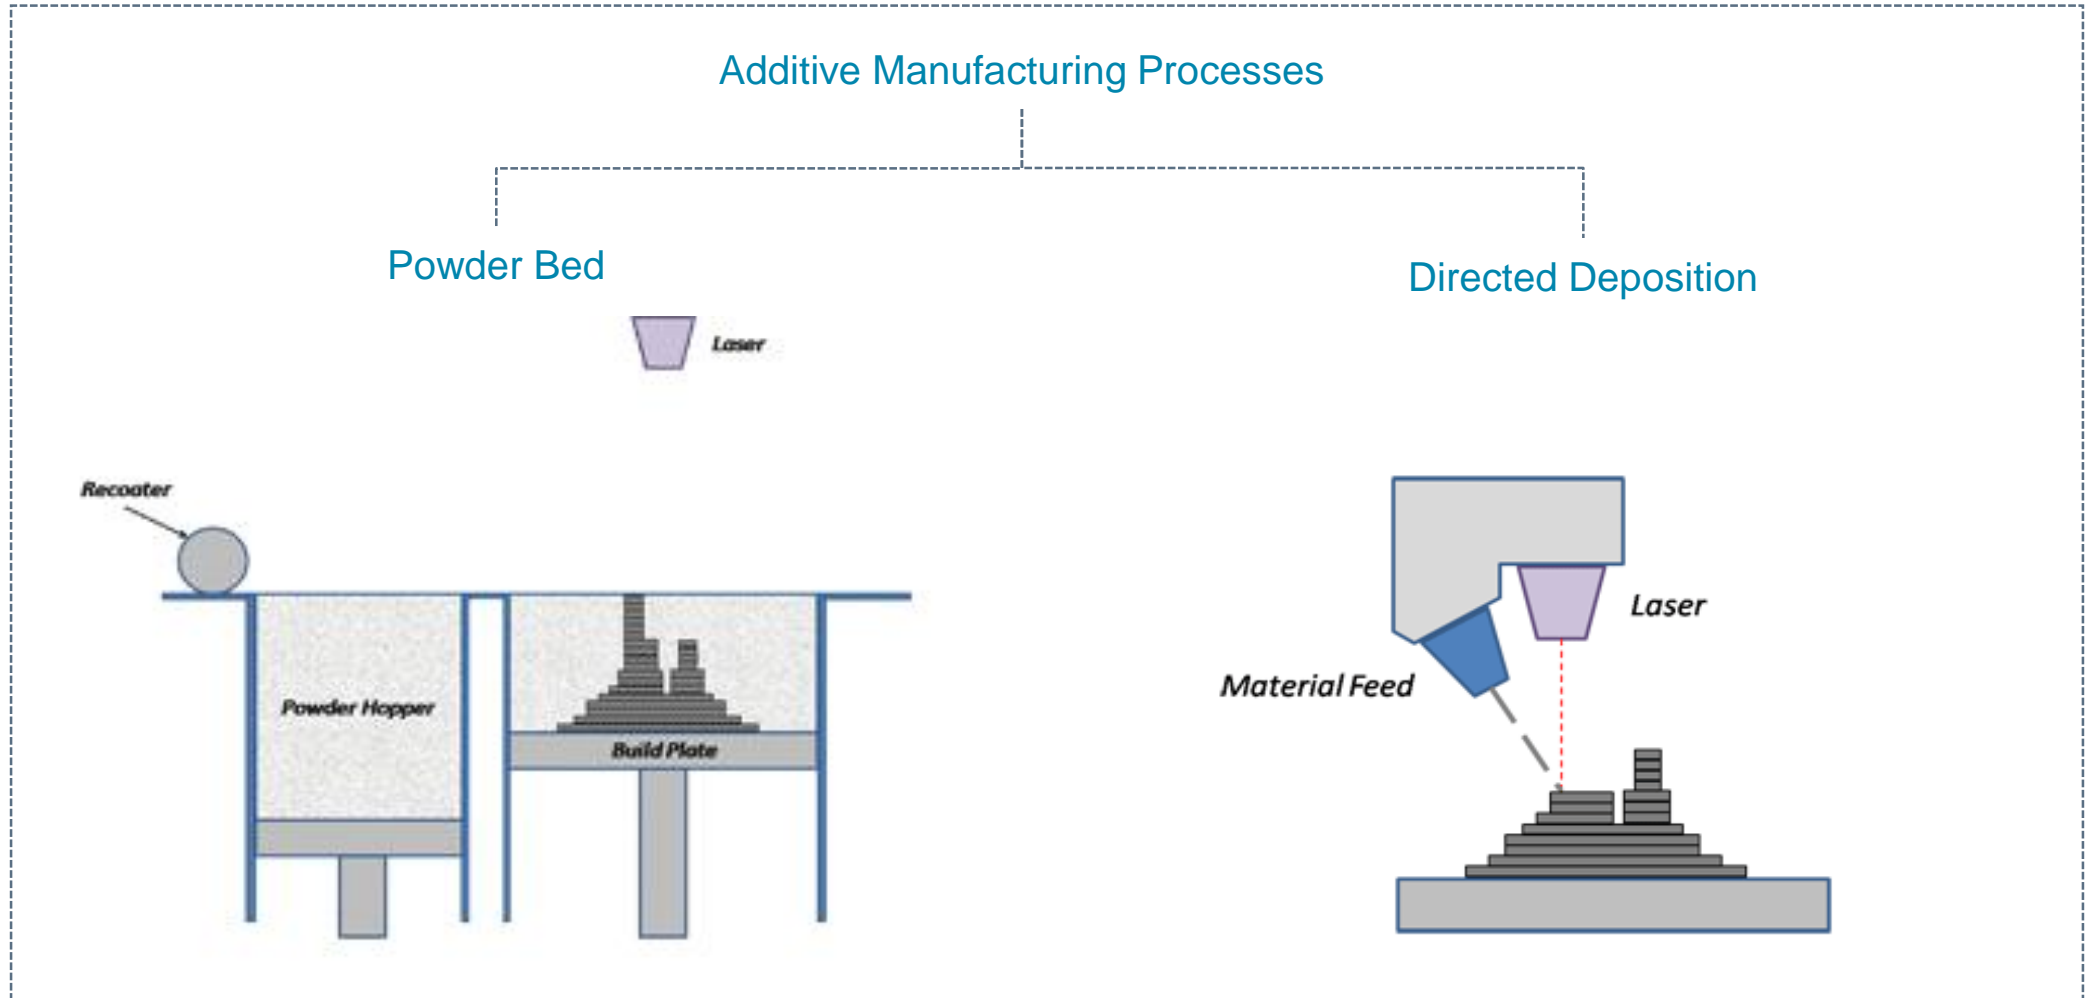 Additive Manufacturing Processes
Powder Bed
Directed Deposition
Laser
Recoater
Powder Hopper
Build Plate
Laser
Material Feed